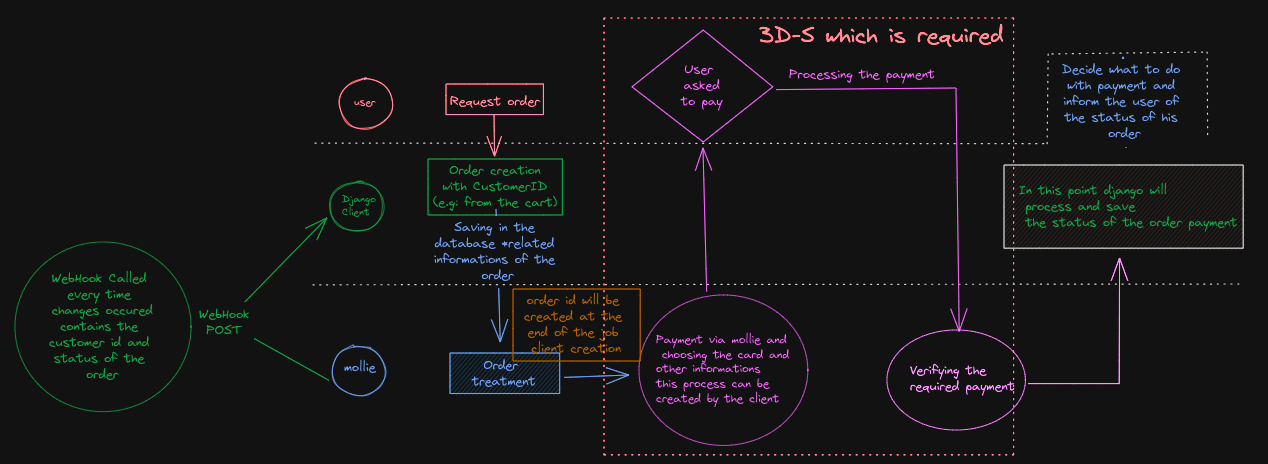 3D-S which is required
user
Request order
User
asked
to pay
Processing the payment
Decide what to do
with payment and
inform the user of
the status of his
order
Django
Client
Order creation
with CustomerID
(e.g: from the cart)
Saving in the
database *related
informations of the
order
In this point django will
process and save
the status of the order payment
WebHook Called
every time
changes occured
contains the
customer id and
status of the
order
WebHook
POST
mollie
order id will be
created at the
end of the job
client creation
Order
treatment
Payment via mollie and
choosing the card and
other informations
this process can be
created by the client
Verifying the
required payment